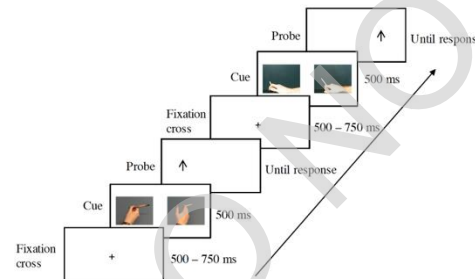 Probe
Until response
Cue
500 ms
Fixation
cross
+
500 – 750 ms
Probe
Until response
Cue
500 ms
Fixation
cross
+
500 – 750 ms